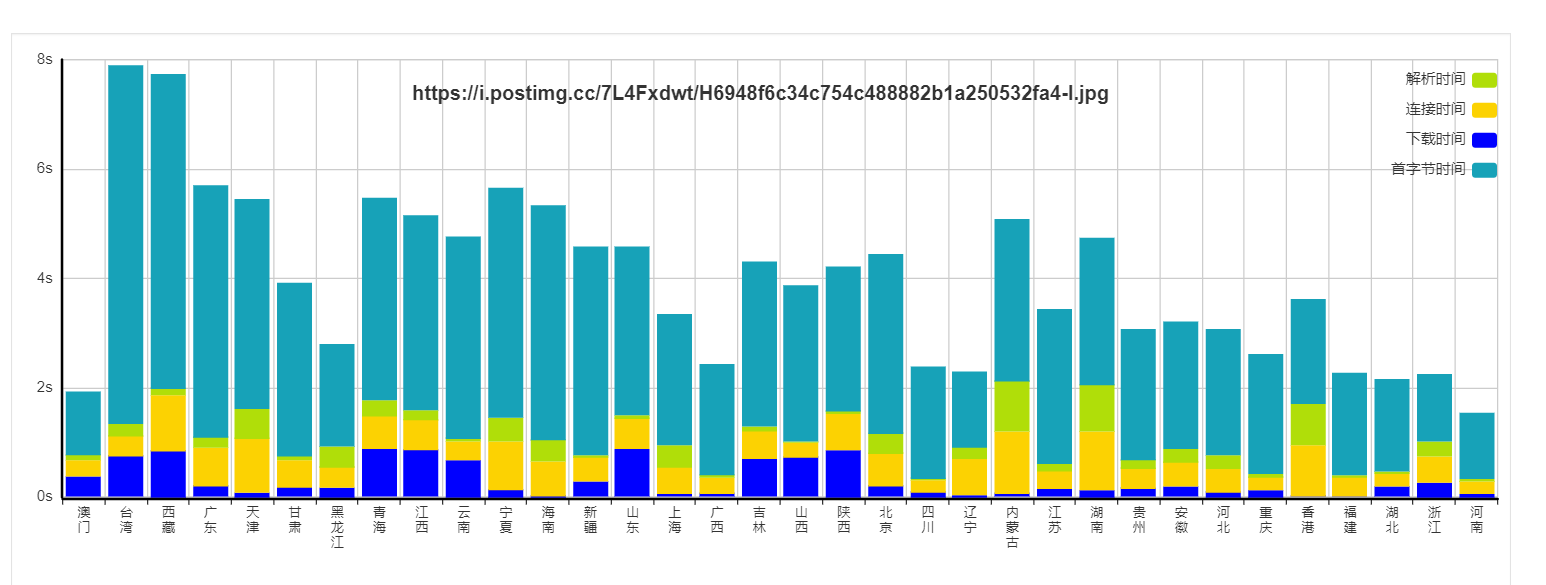 https://i.postimg.cc/7L4Fxdwt/H6948f6c34c754c488882b1a250532fa4-l.jpg
解析时间
连接时间
下载时间
首字节时间
8s
6s
4s
2s
0s
澳门
台湾
西藏
广东
天津
甘肃
黑龙江
青海
江西
云南
宁夏
海南
新疆
山东
上海
广西
吉林
山西
陕西
北京
四川
辽宁
内蒙古
江苏
湖南
贵州
安徽
河北
重庆
香港
福建
湖北
浙江
河南